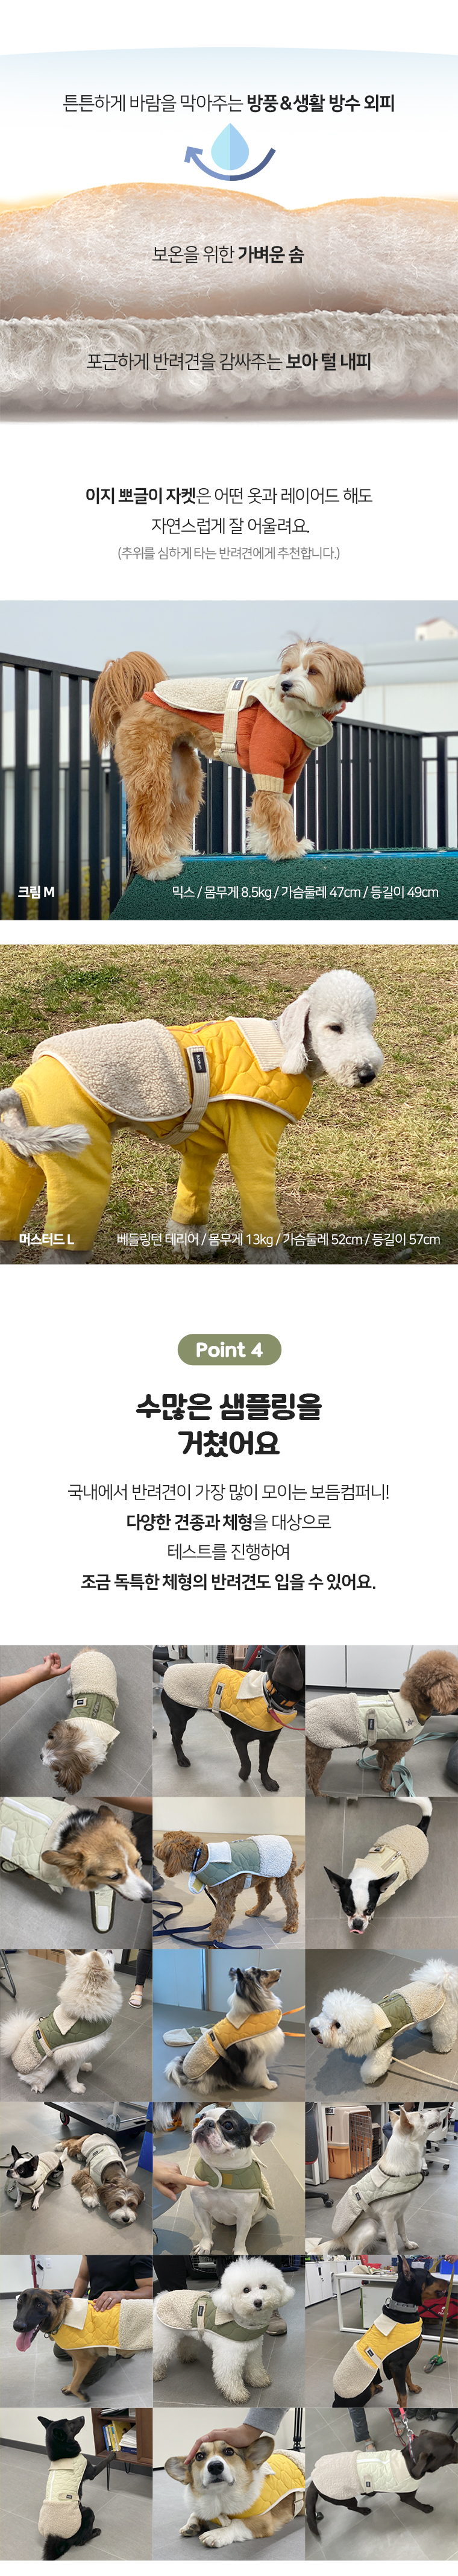 튼튼하게 바람을 막아주는 방풍&생활 방수 외피
보온을 위한 가벼운 솜
포근하게 반려견을 감싸주는 보아 털 내피
이지 뽀글이 자켓은 어떤 옷과 레이어드 해도
자연스럽게 잘 어울려요.
(추위를 심하게 타는 반려견에게 추천합니다.)
크림 M
믹스 / 몸무게 8.5kg / 가슴둘레 47cm / 등길이 49cm
머스터드 L
베들링턴 테리어 / 몸무게 13kg / 가슴둘레 52cm / 등길이 57cm
Point 4
수많은 샘플링을
거쳤어요
국내에서 반려견이 가장 많이 모이는 보듬컴퍼니!
다양한 견종과 체형을 대상으로
테스트를 진행하여
조금 독특한 체형의 반려견도 입을 수 있어요.